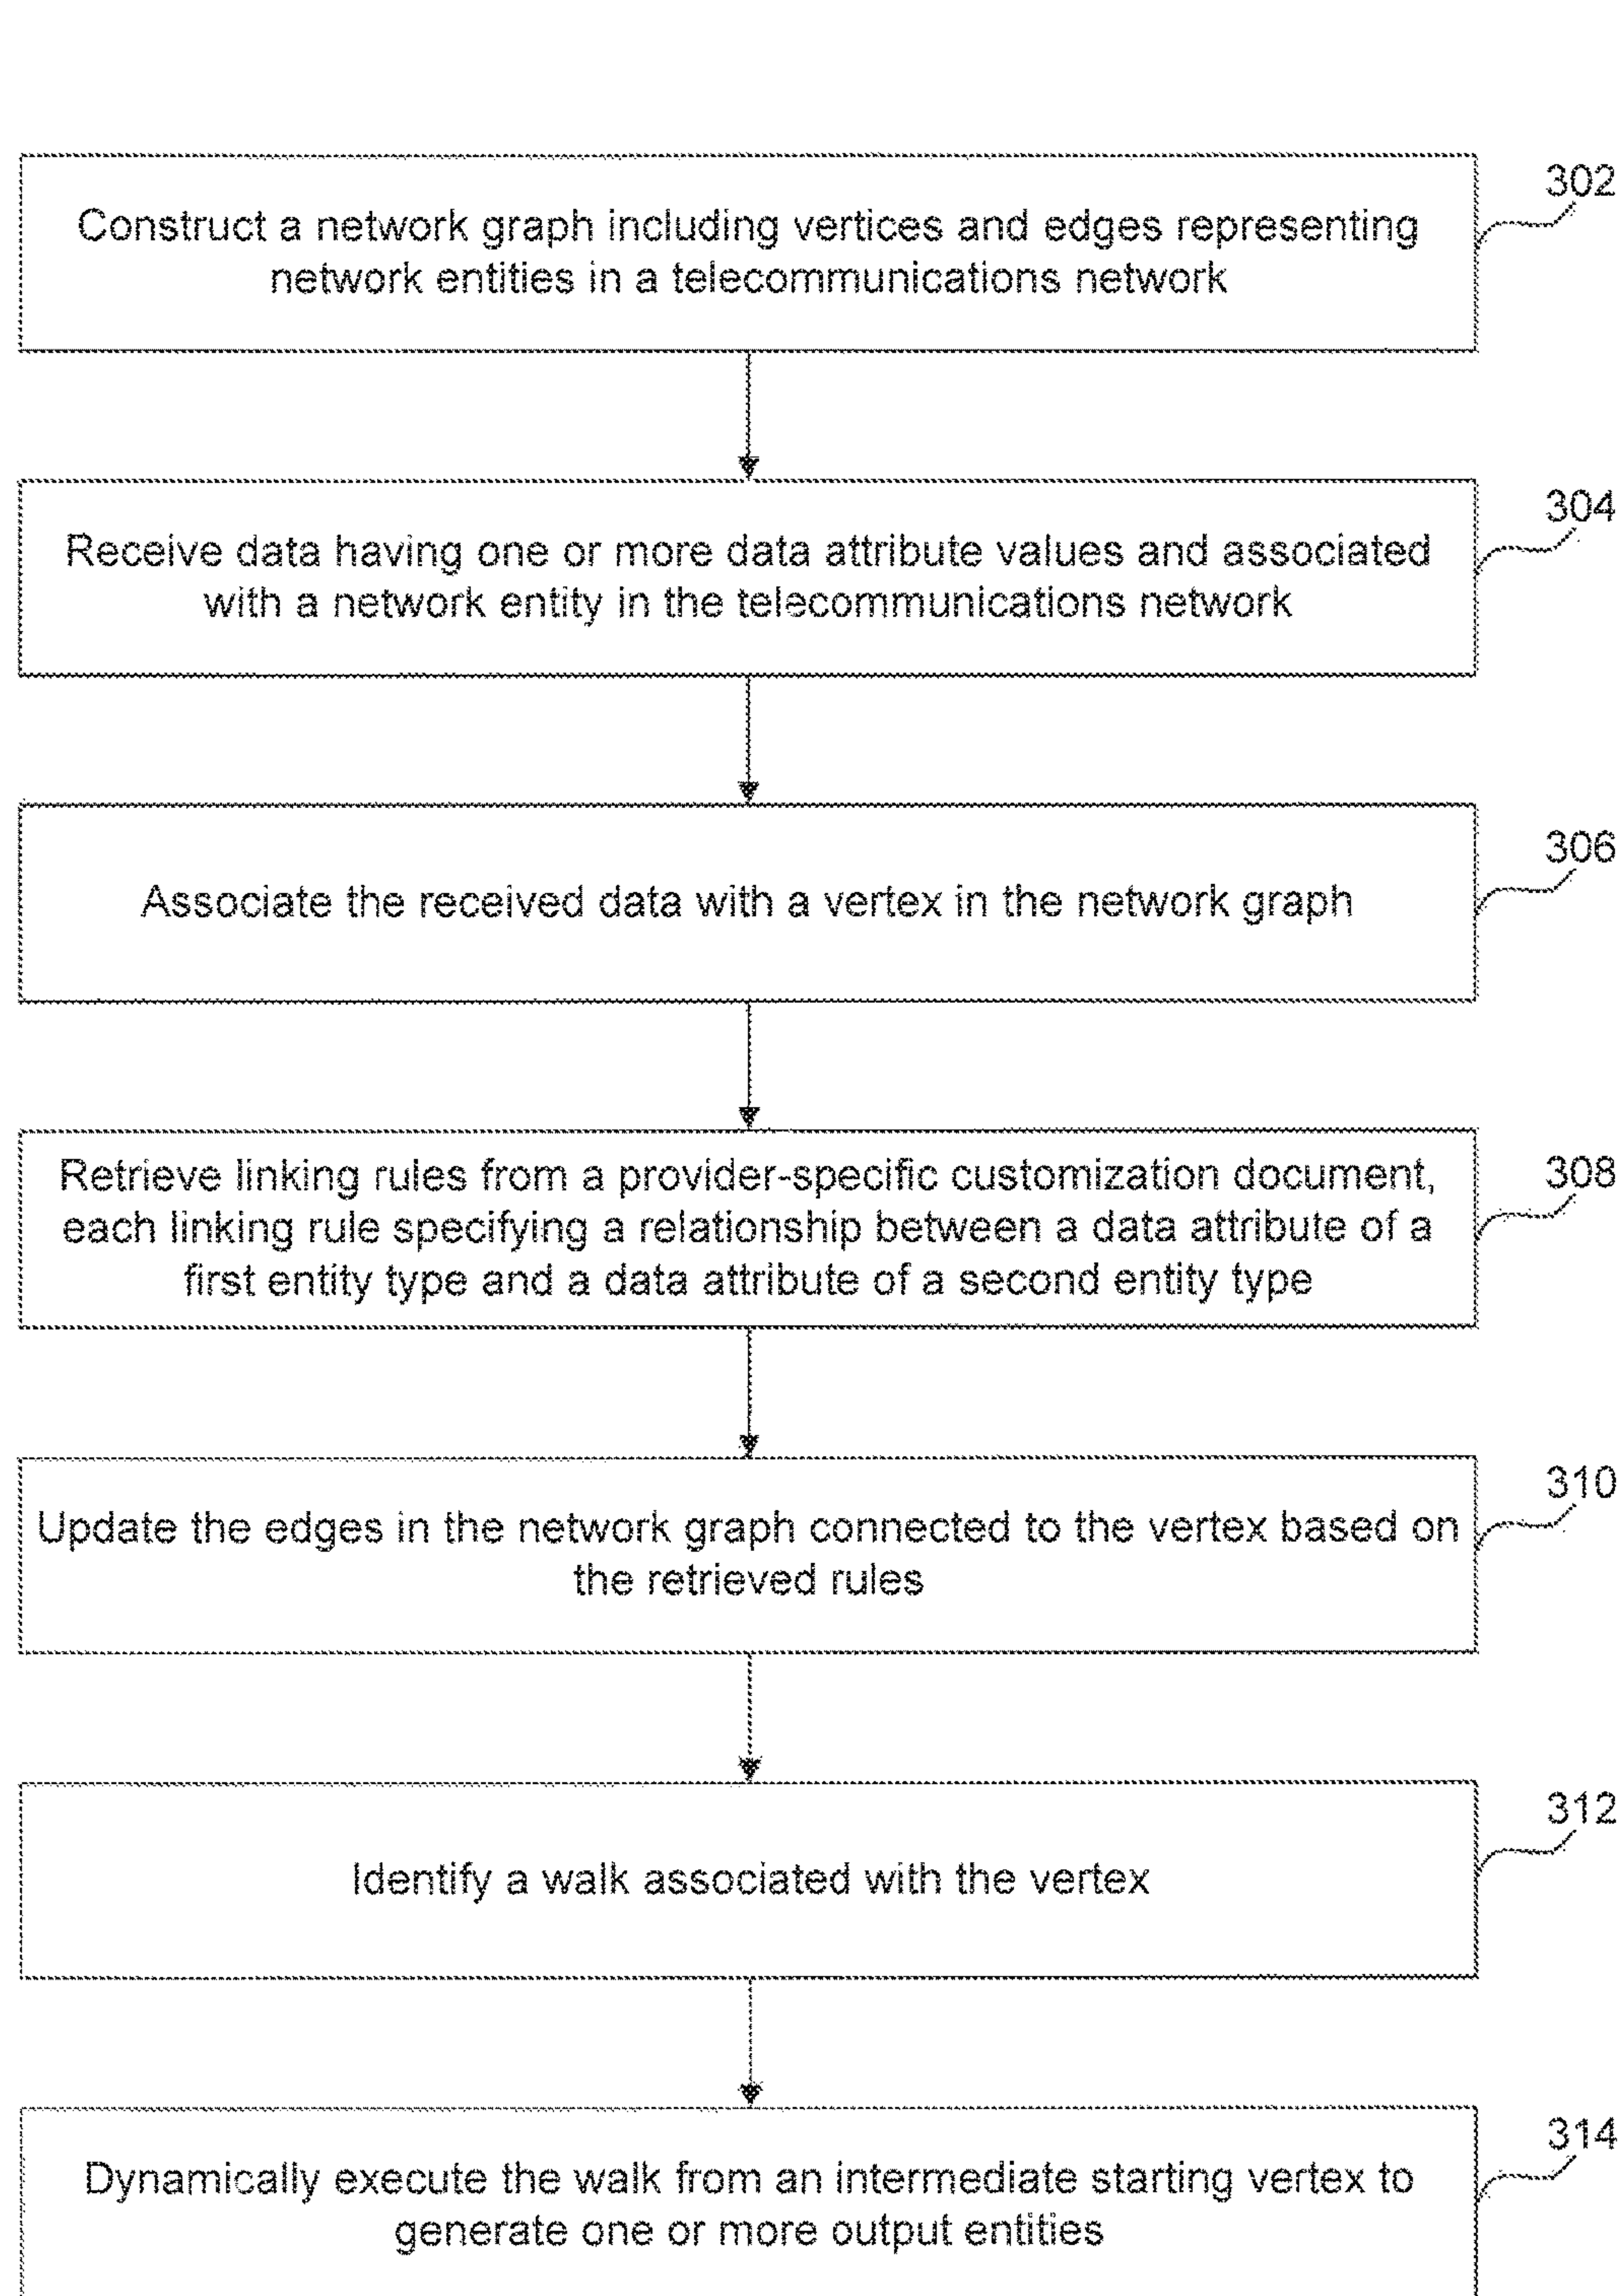 302
Construct a network graph including vertices and edges representing
network entities in a telecommunications network
304
Receive data having one or more data attribute values and associated
with a network entity in the telecommunications network
306
Associate the received data with a vertex in the network graph
308
Retrieve linking rules from a provider-specific customization document,
each linking rule specifying a relationship between a data attribute of a
first entity type and a data attribute of a second entity type
310
Update the edges in the network graph connected to the vertex based on
the retrieved rules
312
Identify a walk associated with the vertex
314
Dynamically execute the walk from an intermediate starting vertex to
generate one or more output entities